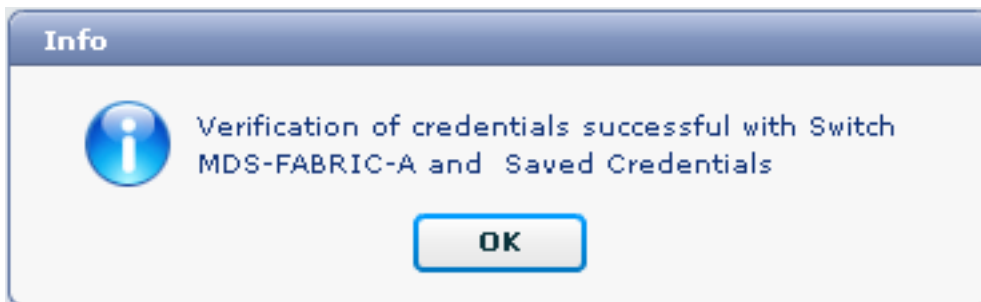 Info
Verification of credentials successful with Switch
MDS-FABRIC-A and  Saved Credentials
OK